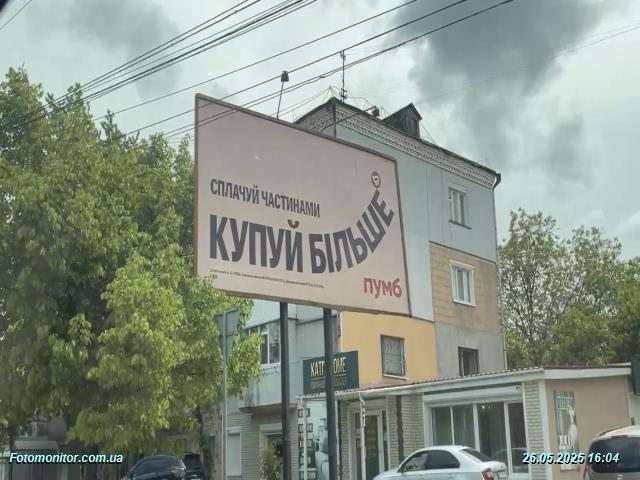 СПЛАЧУЙ ЧАСТИНАМИ
КУПУЙ БІЛЬШЕ
пумб
Fotomonitor.com.ua
26.05.2025 16:04